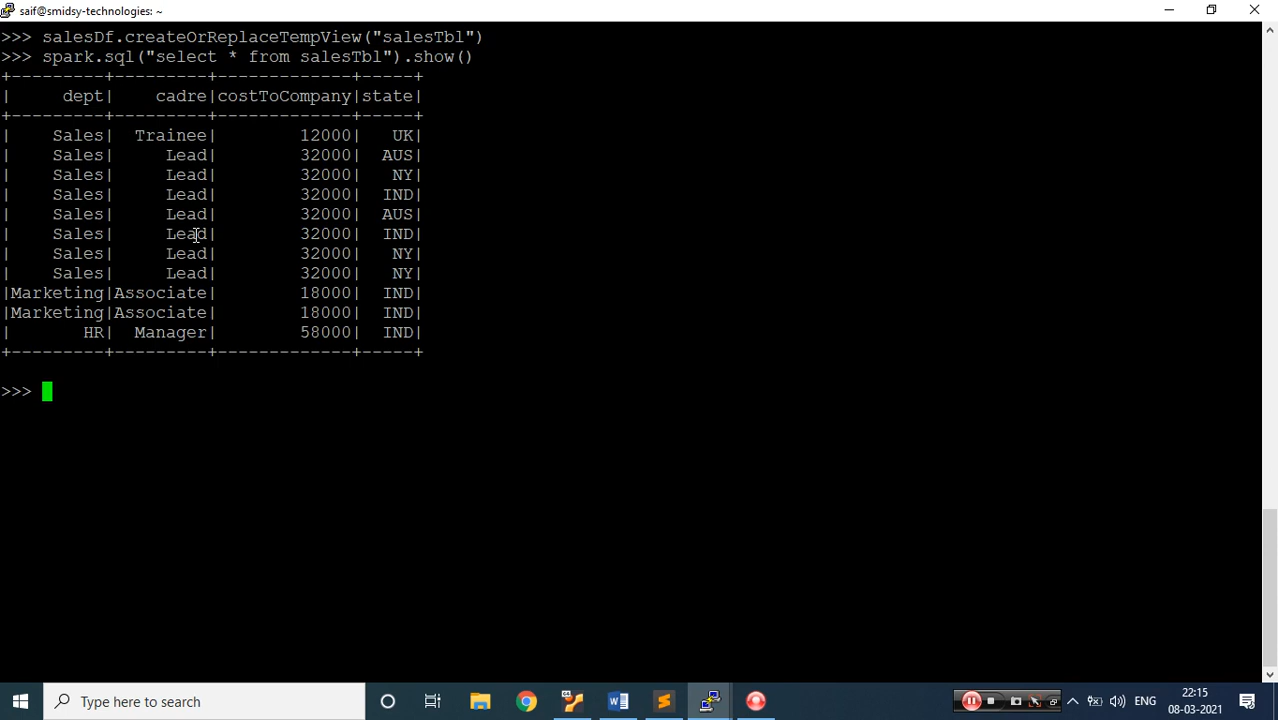 saif@smidsy-technologies: ~
>>> salesDf.createOrReplaceTempView("salesTbl")
>>> spark.sql("select * from salesTbl").show()
+---------+---------+-------------+-----+
|     dept|    cadre|costToCompany|state|
+---------+---------+-------------+-----+
|    Sales|  Trainee|        12000|   UK|
|    Sales|     Lead|        32000|  AUS|
|    Sales|     Lead|        32000|   NY|
|    Sales|     Lead|        32000|  IND|
|    Sales|     Lead|        32000|  AUS|
|    Sales|     Lead|        32000|  IND|
|    Sales|     Lead|        32000|   NY|
|    Sales|     Lead|        32000|   NY|
|Marketing|Associate|        18000|  IND|
|Marketing|Associate|        18000|  IND|
|       HR|  Manager|        58000|  IND|
+---------+---------+-------------+-----+
>>>
Type here to search
ENG
22:15
08-03-2021